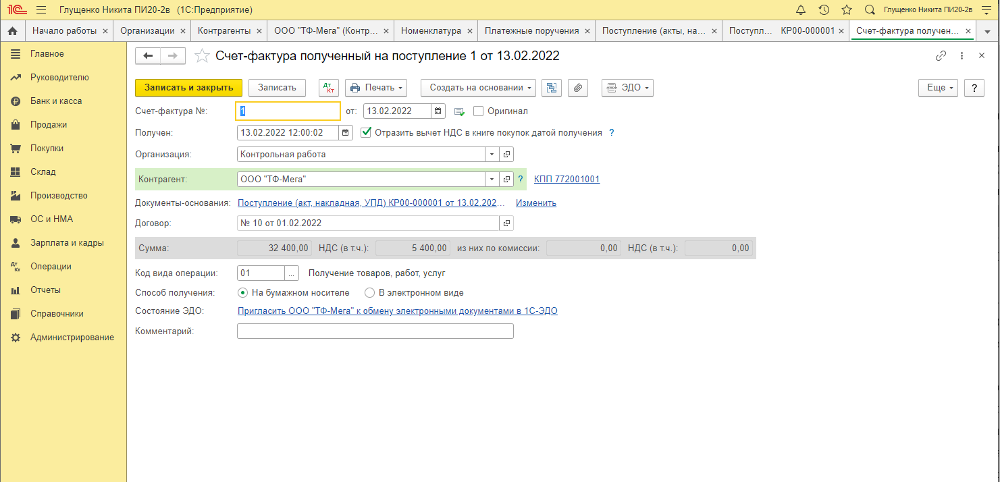 1С Глущенко Никита ПИ20-2в (1С:Предприятие) Глущенко Никита ПИ20-2в
Начало работы × Организации × Контрагенты × ООО "ТФ-Мега" (Контр... × Номенклатура × Платежные поручения × Поступление (акты, на... × Поступл... КР00-000001 × Счет-фактура получен... ×
Главное
Руководителю
Банк и касса
Продажи
Покупки
Склад
Производство
ОС и НМА
Зарплата и кадры
Операции
Отчеты
Справочники
Администрирование
Счет-фактура полученный на поступление 1 от 13.02.2022
Записать и закрыть Записать Дт Кт Печать Создать на основании ЭДО Еще ?
Счет-фактура №: 1 от: 13.02.2022 Оригинал
Получен: 13.02.2022 12:00:02 Отразить вычет НДС в книге покупок датой получения ?
Организация: Контрольная работа
Контрагент: ООО "ТФ-Мега" ? КПП 772001001
Документы-основания: Поступление (акт, накладная, УПД) КР00-000001 от 13.02.202... Изменить
Договор: № 10 от 01.02.2022
Сумма: 32 400,00 НДС (в т.ч.): 5 400,00 из них по комиссии: 0,00 НДС (в т.ч.): 0,00
Код вида операции: 01 ... Получение товаров, работ, услуг
Способ получения: На бумажном носителе В электронном виде
Состояние ЭДО: Пригласить ООО "ТФ-Мега" к обмену электронными документами в 1С-ЭДО
Комментарий: